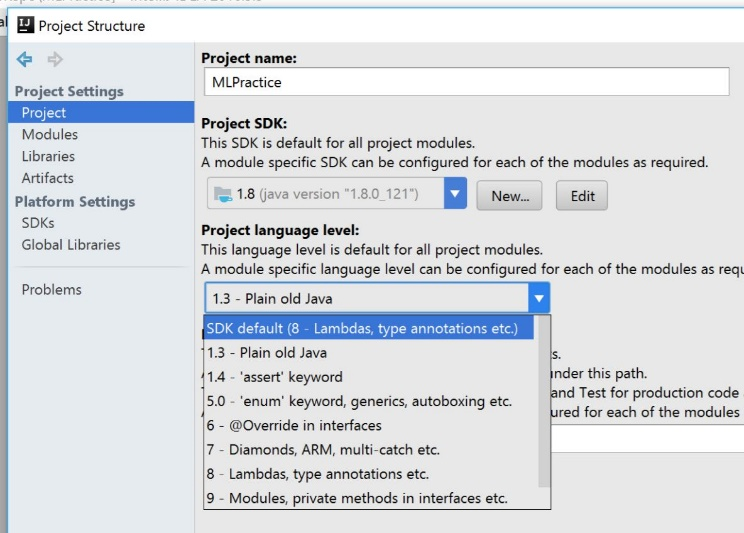 Project Structure
Project Settings
Project
Modules
Libraries
Artifacts
Platform Settings
SDKs
Global Libraries
Problems
Project name:
MLPractice
Project SDK:
This SDK is default for all project modules.
A module specific SDK can be configured for each of the modules as required.
1.8 (java version "1.8.0_121")
New...
Edit
Project language level:
This language level is default for all project modules.
A module specific language level can be configured for each of the modules as requ
1.3 - Plain old Java
SDK default (8 - Lambdas, type annotations etc.)
1.3 - Plain old Java
1.4 - 'assert' keyword
5.0 - 'enum' keyword, generics, autoboxing etc.
6 - @Override in interfaces
7 - Diamonds, ARM, multi-catch etc.
8 - Lambdas, type annotations etc.
9 - Modules, private methods in interfaces etc.
s.
under this path.
and Test for production code
ured for each of the modules